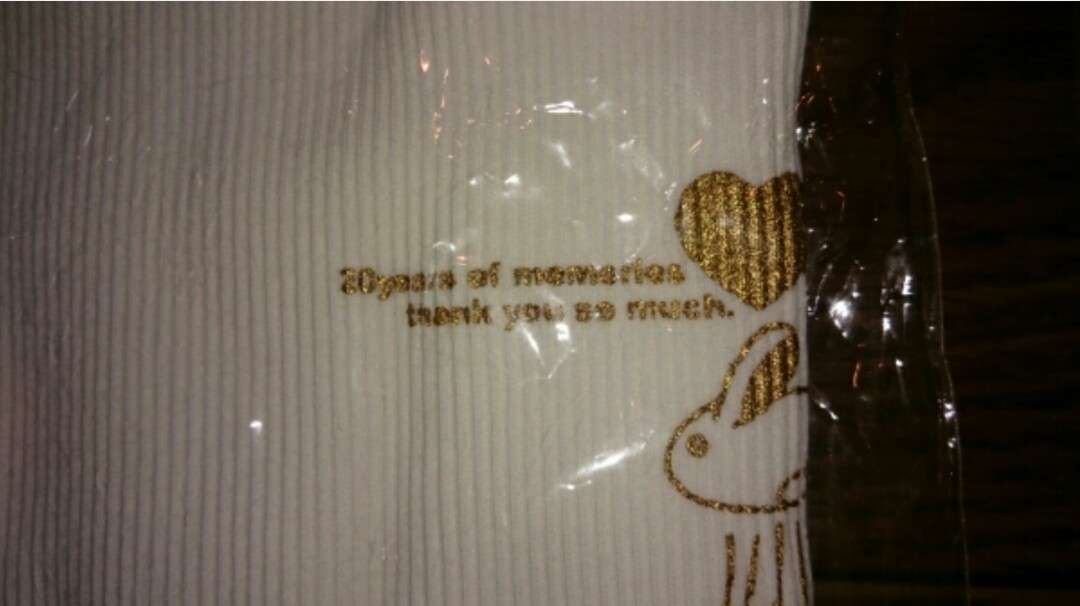 20years of memories
thank you so much.